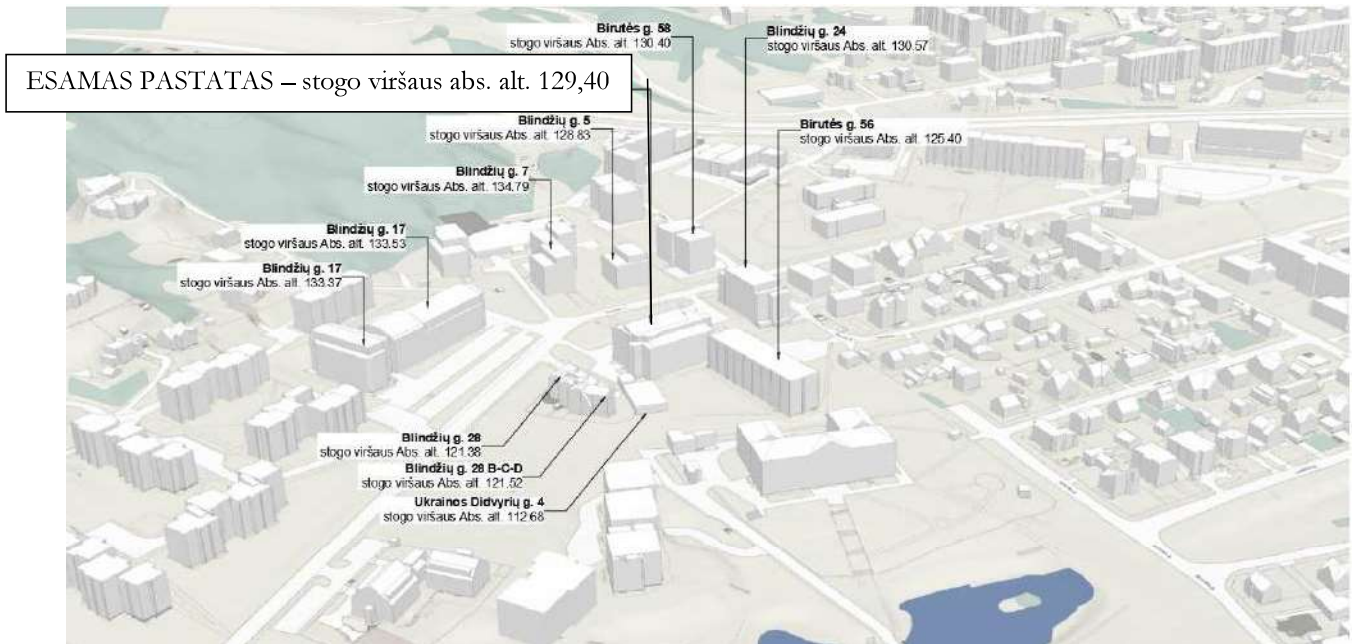 Birutės g. 58
stogo viršaus Abs. alt. 130.40
Blindžių g. 24
stogo viršaus Abs. alt. 130.57
ESAMAS PASTATAS – stogo viršaus abs. alt. 129,40
Blindžių g. 5
stogo viršaus Abs. alt. 128.83
Birutės g. 56
stogo viršaus Abs. alt. 125.40
Blindžių g. 7
stogo viršaus Abs. alt. 134.79
Blindžių g. 17
stogo viršaus Abs. alt. 133.53
Blindžių g. 17
stogo viršaus Abs. alt. 133.37
Blindžių g. 28
stogo viršaus Abs. alt. 121.38
Blindžių g. 28 B-C-D
stogo viršaus Abs. alt. 121.52
Ukrainos Didvyrių g. 4
stogo viršaus Abs. alt. 112.68